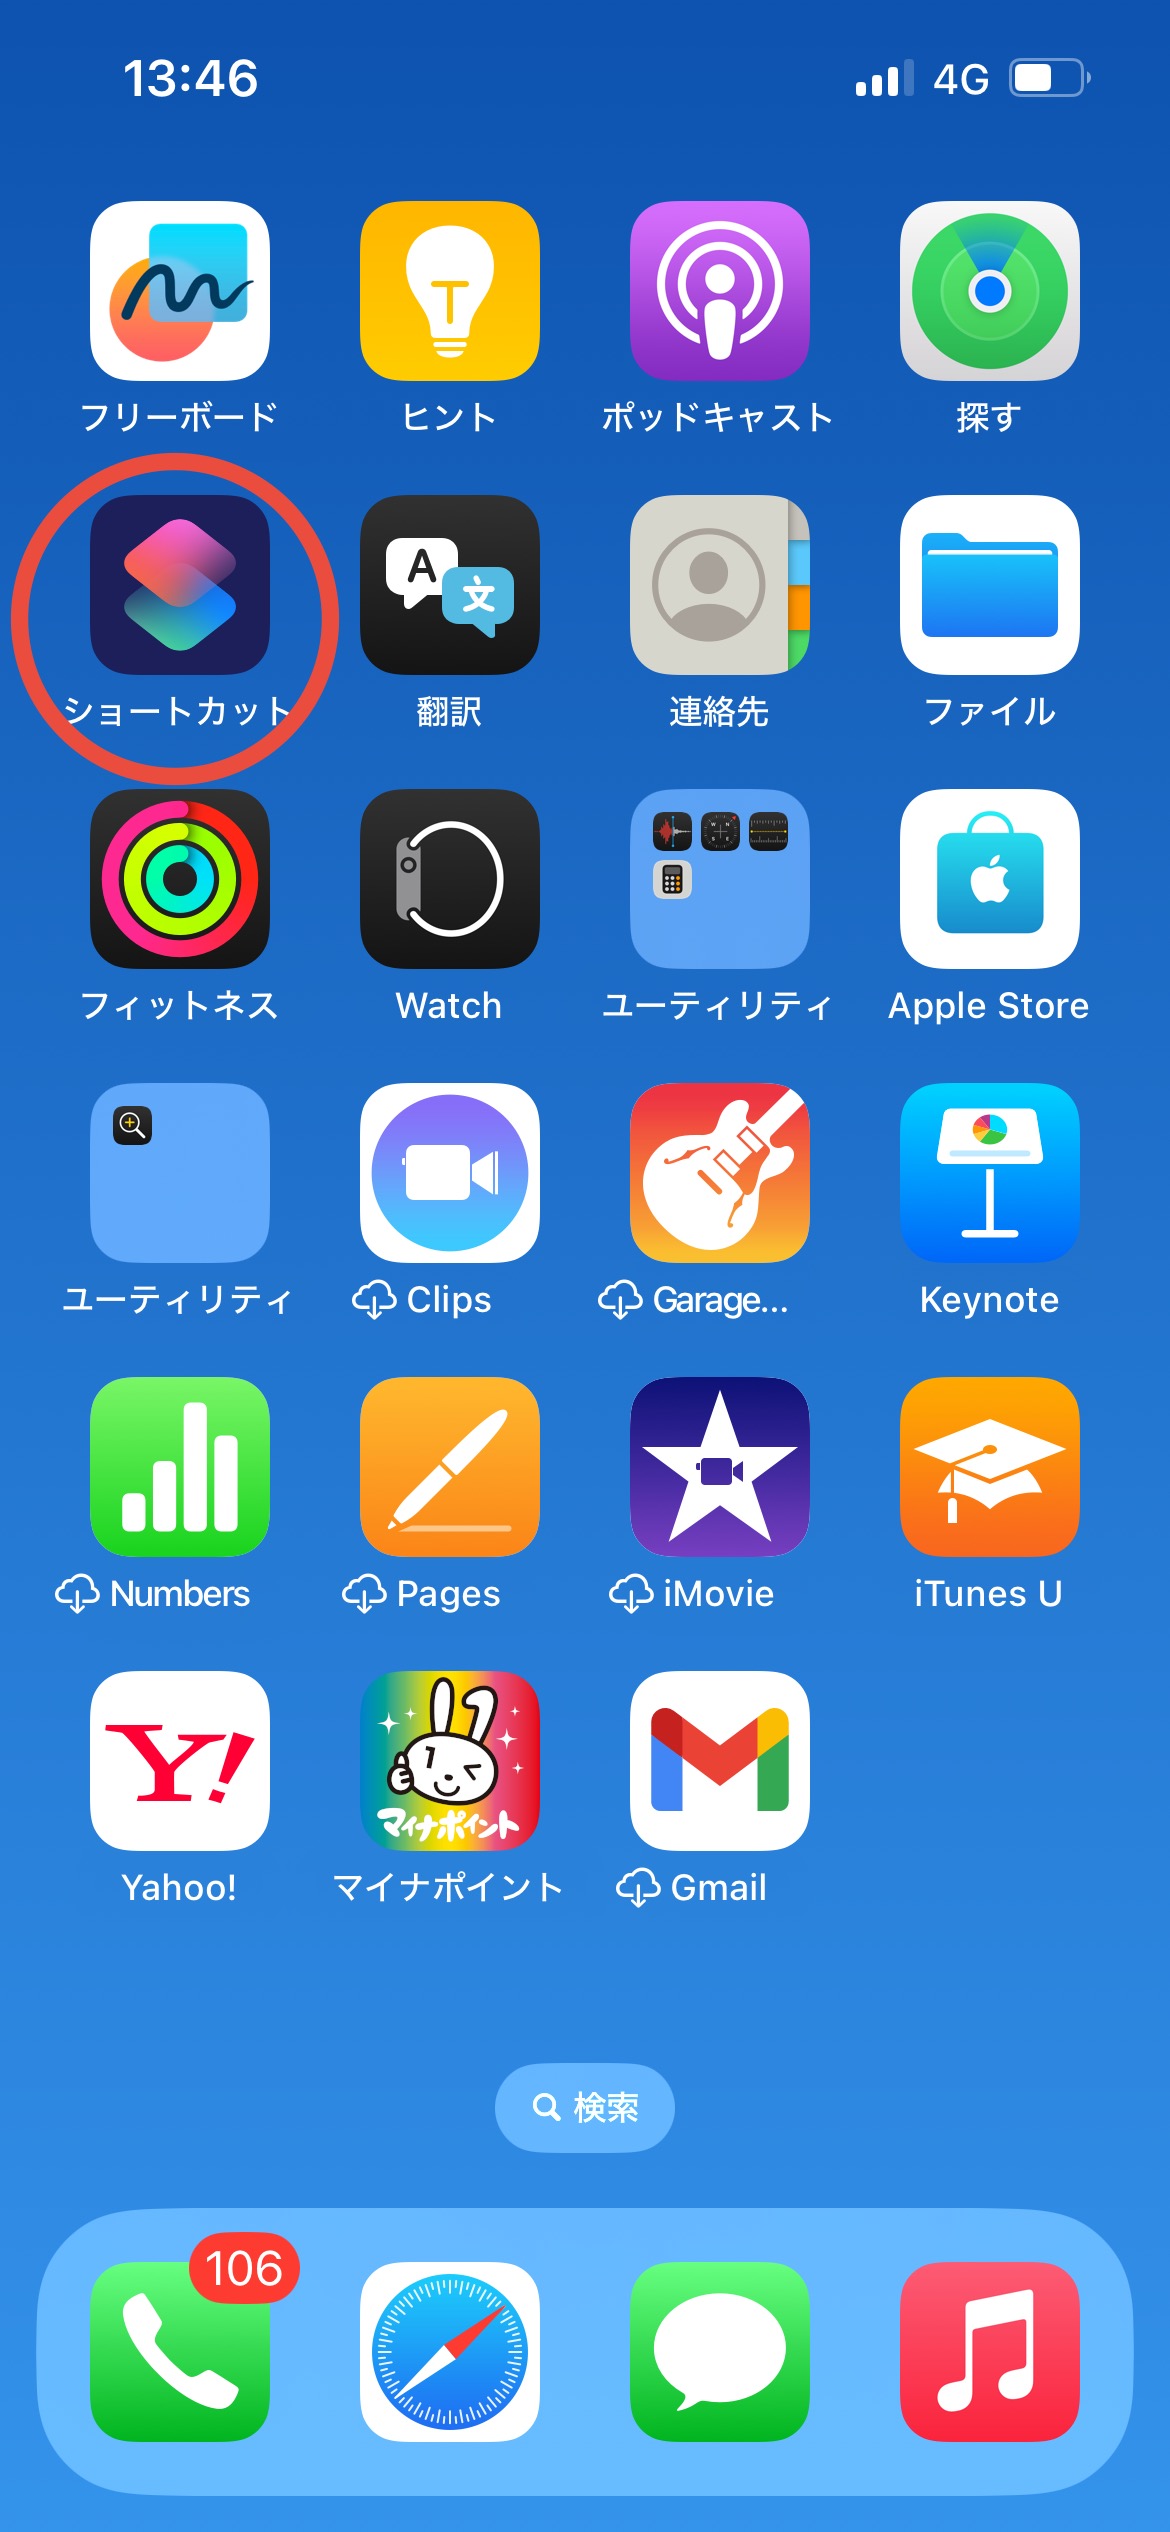 13:46 4G
フリーボード ヒント ポッドキャスト 探す
A 文
ショートカット 翻訳 連絡先 ファイル
フィットネス Watch ユーティリティ Apple Store
ユーティリティ Clips Garage... Keynote
Numbers Pages iMovie iTunes U
Y! マイナポイント
Yahoo! マイナポイント Gmail
検索
106